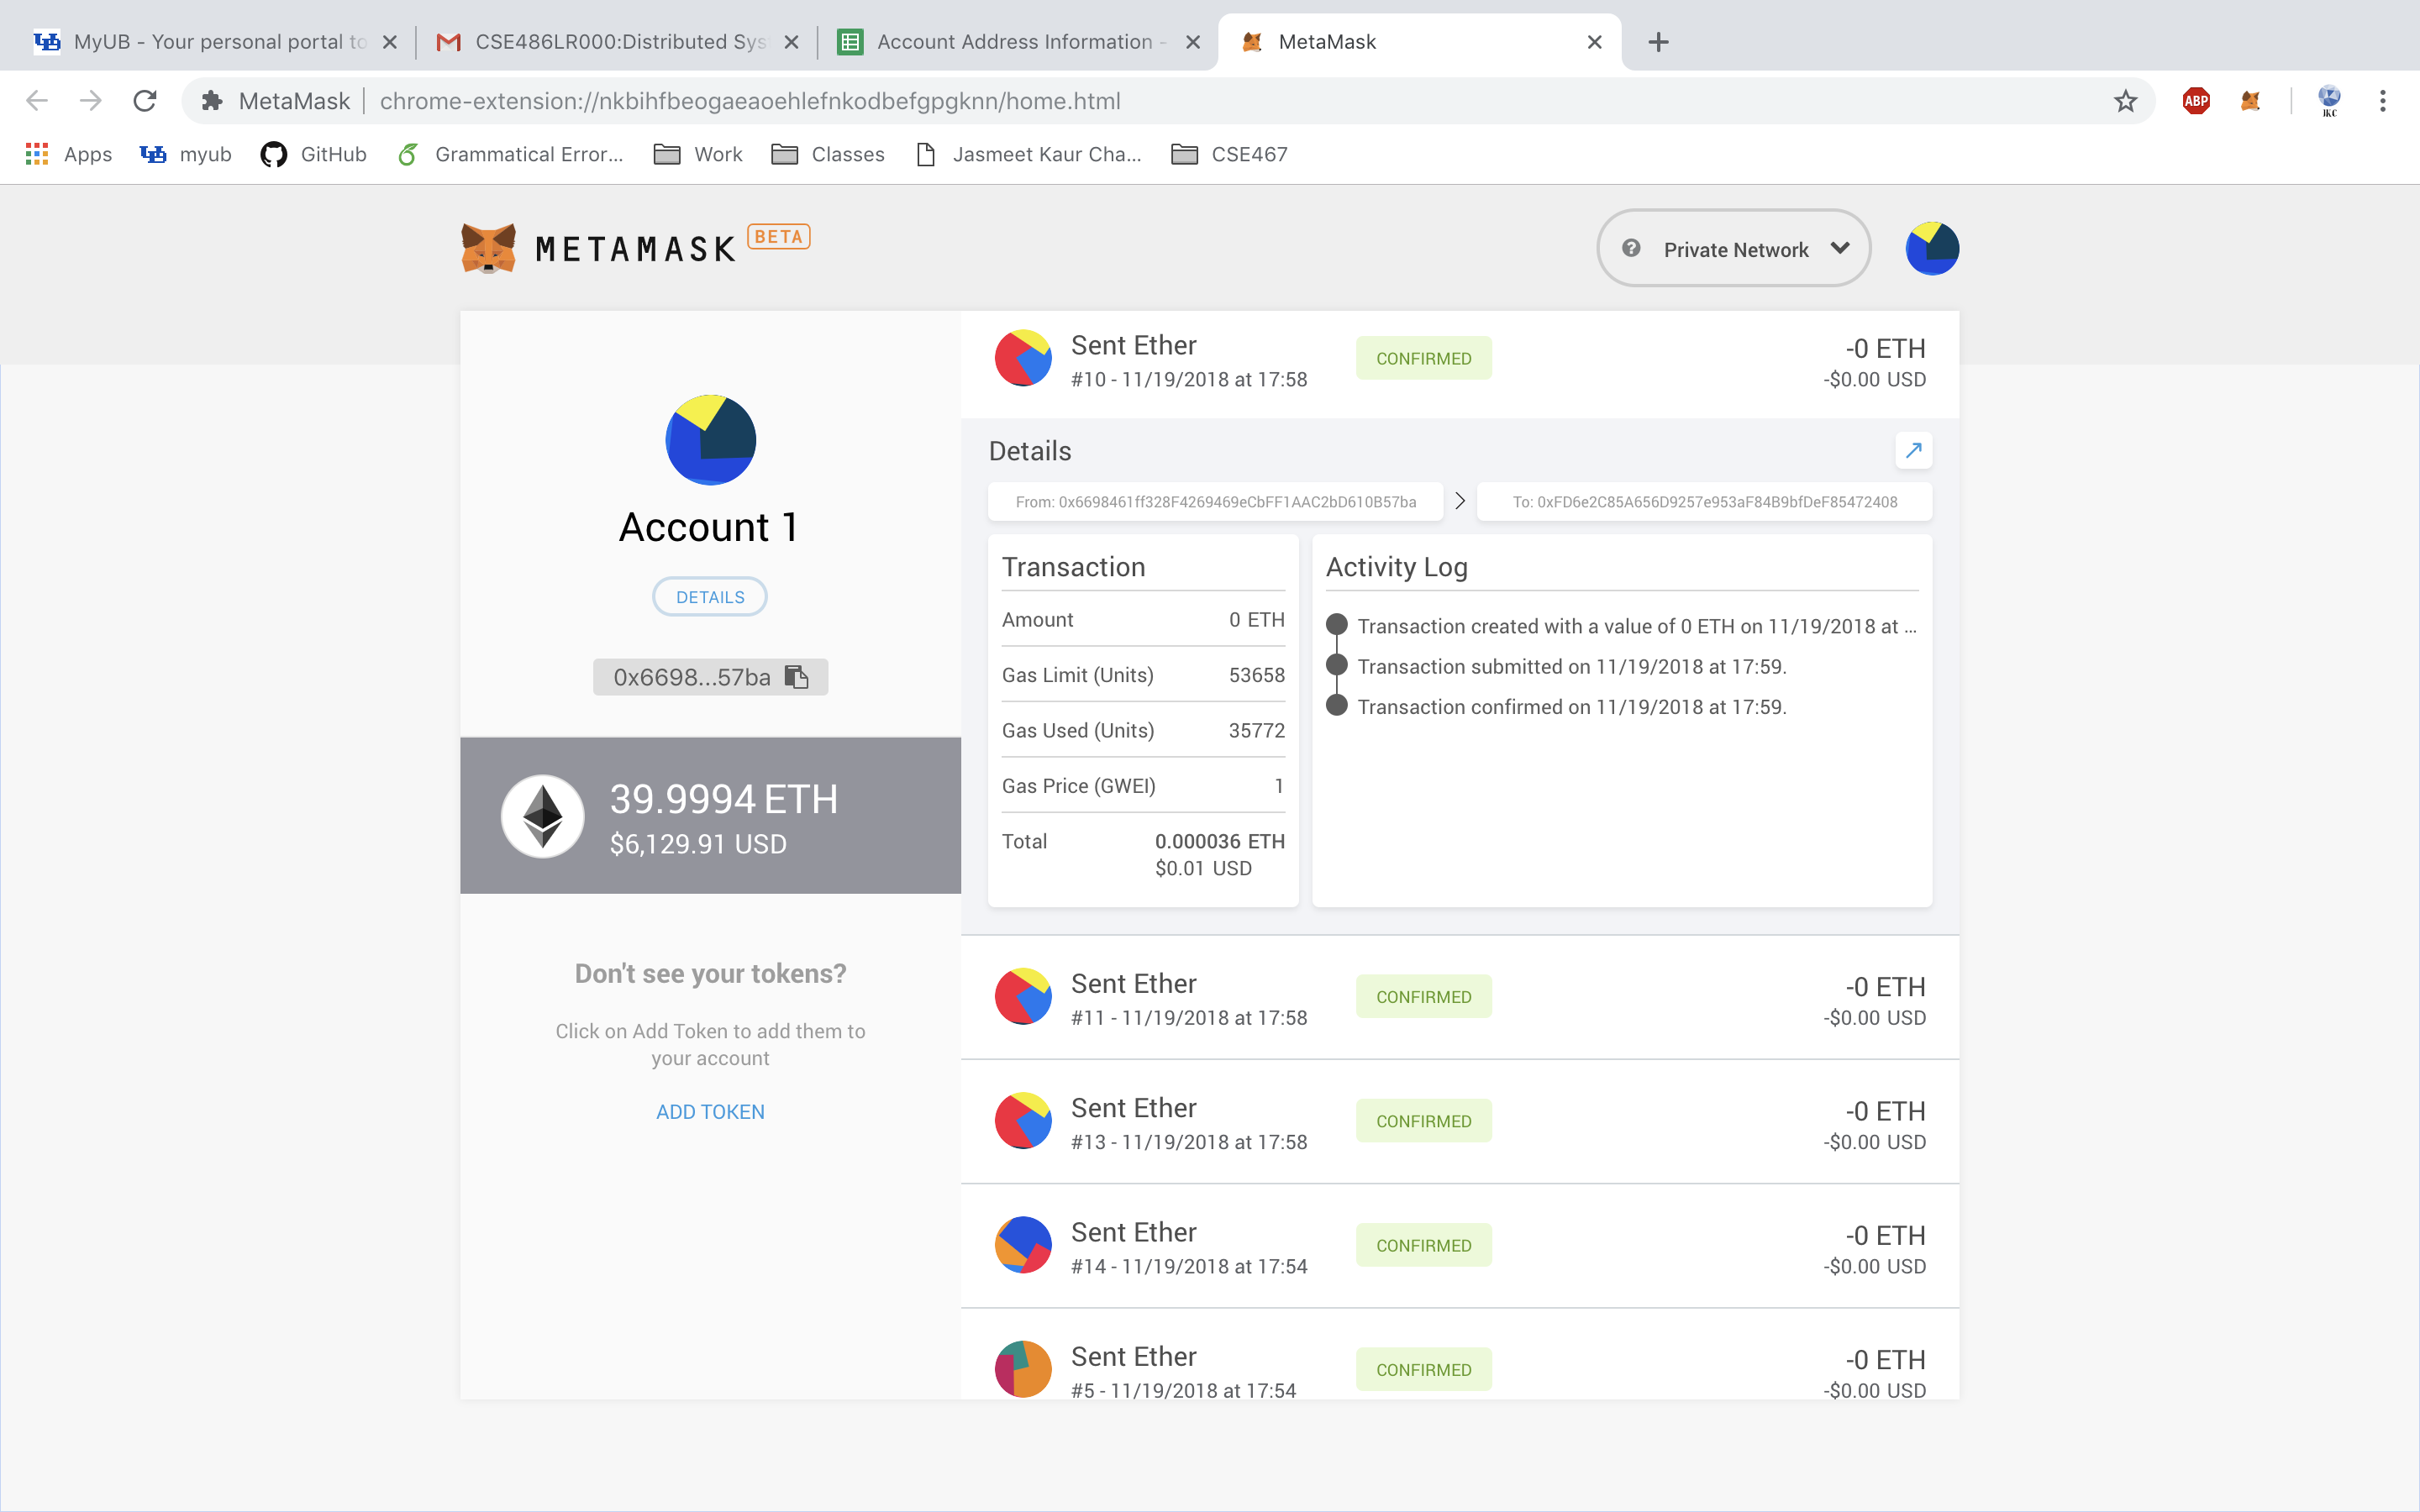 MyUB - Your personal portal to
CSE486LR000:Distributed Sys
Account Address Information -
MetaMask
MetaMask
chrome-extension://nkbihfbeogaeaoehlefnkodbefgpgknn/home.html
ABP
JKC
Apps
myub
GitHub
Grammatical Error...
Work
Classes
Jasmeet Kaur Cha...
CSE467
METAMASK
BETA
Private Network
Account 1
DETAILS
0x6698...57ba
39.9994 ETH
$6,129.91 USD
Don't see your tokens?
Click on Add Token to add them to
your account
ADD TOKEN
Sent Ether
#10 - 11/19/2018 at 17:58
CONFIRMED
-0 ETH
-$0.00 USD
Details
From: 0x6698461ff328F4269469eCbFF1AAC2bD610B57ba
To: 0xFD6e2C85A656D9257e953aF84B9bfDeF85472408
Transaction
Amount 0 ETH
Gas Limit (Units) 53658
Gas Used (Units) 35772
Gas Price (GWEI) 1
Total 0.000036 ETH
$0.01 USD
Activity Log
Transaction created with a value of 0 ETH on 11/19/2018 at ...
Transaction submitted on 11/19/2018 at 17:59.
Transaction confirmed on 11/19/2018 at 17:59.
Sent Ether
#11 - 11/19/2018 at 17:58
CONFIRMED
-0 ETH
-$0.00 USD
Sent Ether
#13 - 11/19/2018 at 17:58
CONFIRMED
-0 ETH
-$0.00 USD
Sent Ether
#14 - 11/19/2018 at 17:54
CONFIRMED
-0 ETH
-$0.00 USD
Sent Ether
#5 - 11/19/2018 at 17:54
CONFIRMED
-0 ETH
-$0.00 USD